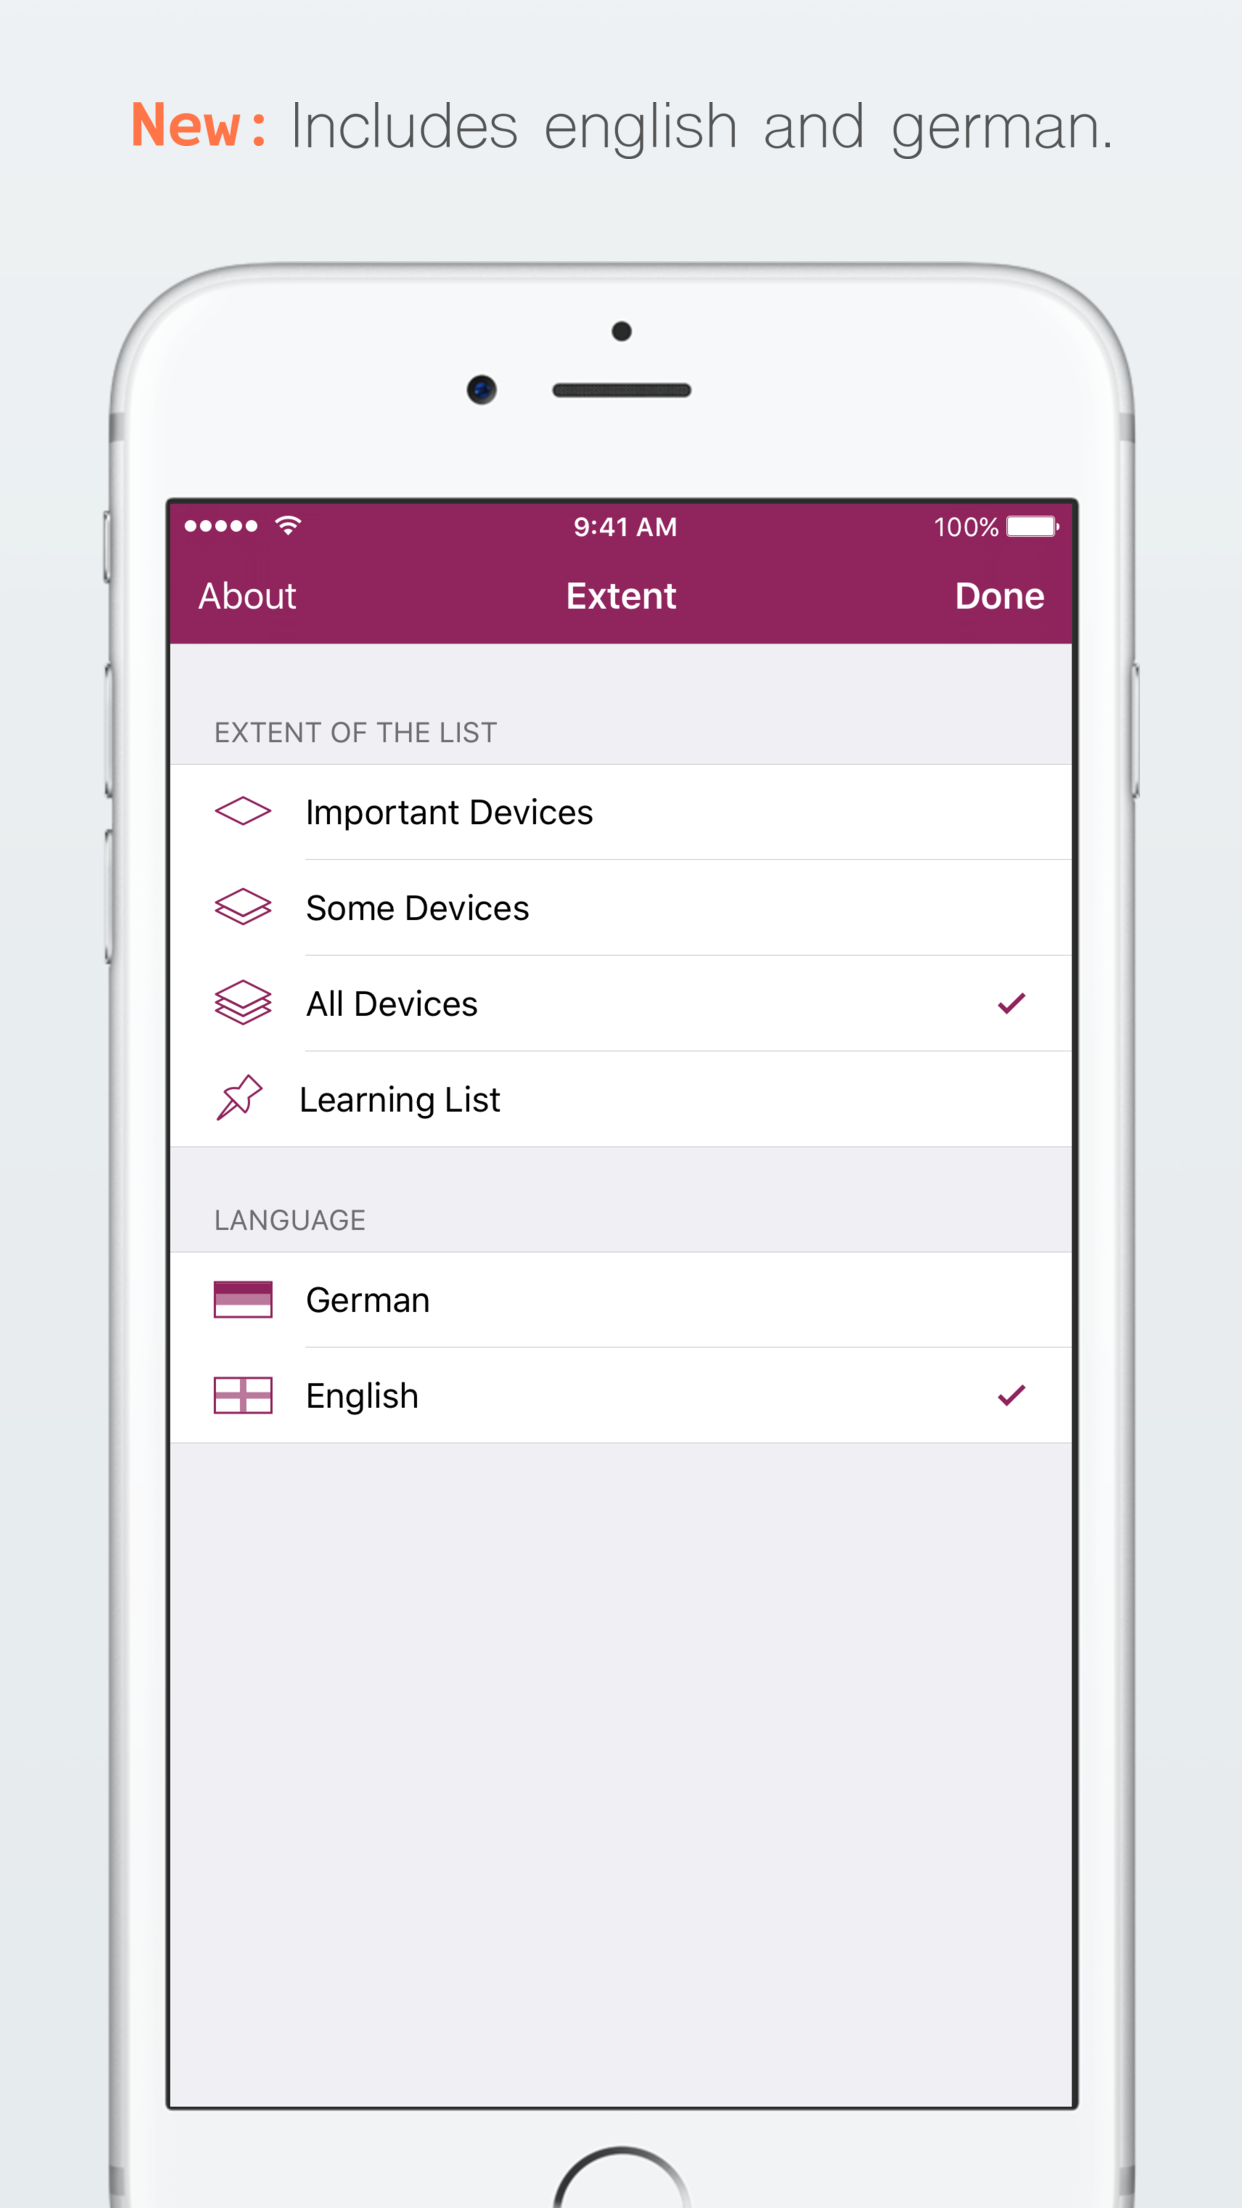 New: Includes english and german.
9:41 AM
100%
About
Extent
Done
EXTENT OF THE LIST
Important Devices
Some Devices
All Devices
Learning List
LANGUAGE
German
English